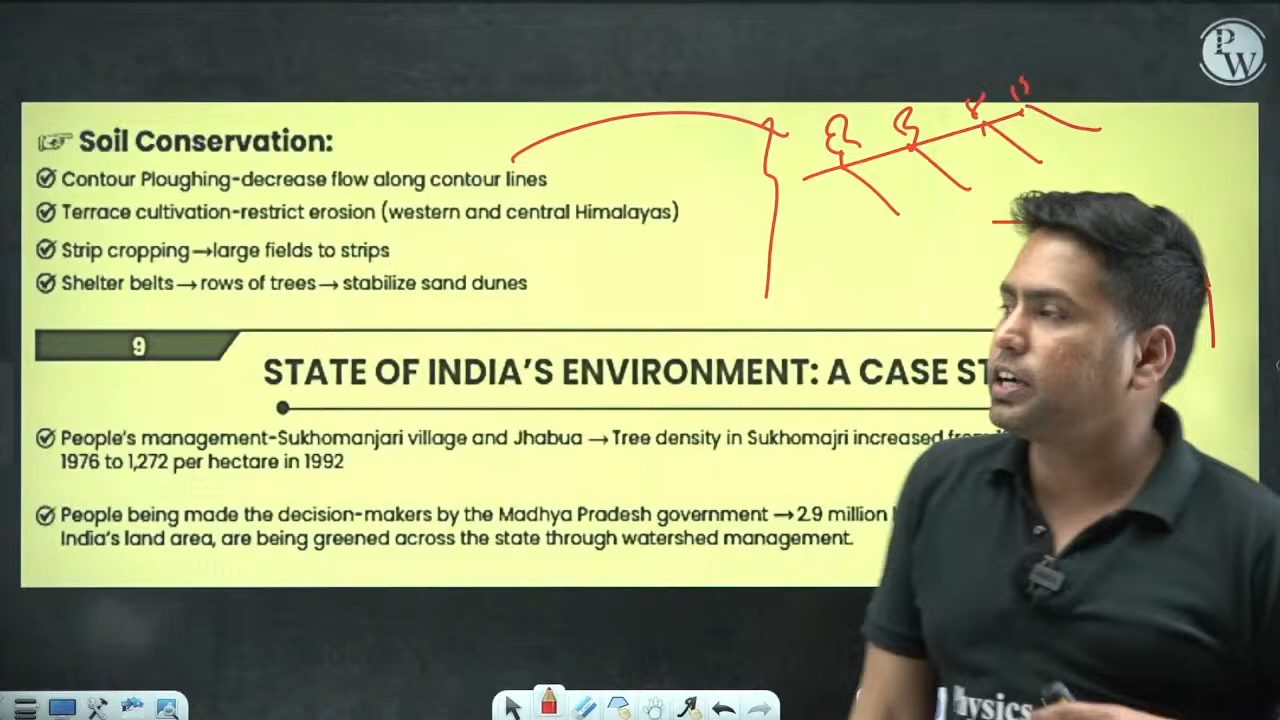 PW
Soil Conservation:
Contour Ploughing-decrease flow along contour lines
Terrace cultivation-restrict erosion (western and central Himalayas)
Strip cropping→large fields to strips
Shelter belts→rows of trees→ stabilize sand dunes
9
STATE OF INDIA'S ENVIRONMENT: A CASE
People's management-Sukhomanjari village and Jhabua →Tree density in Sukhomajri increased
1976 to 1,272 per hectare in 1992
People being made the decision-makers by the Madhya Pradesh government →2.9 million
India's land area, are being greened across the state through watershed management.
Physics